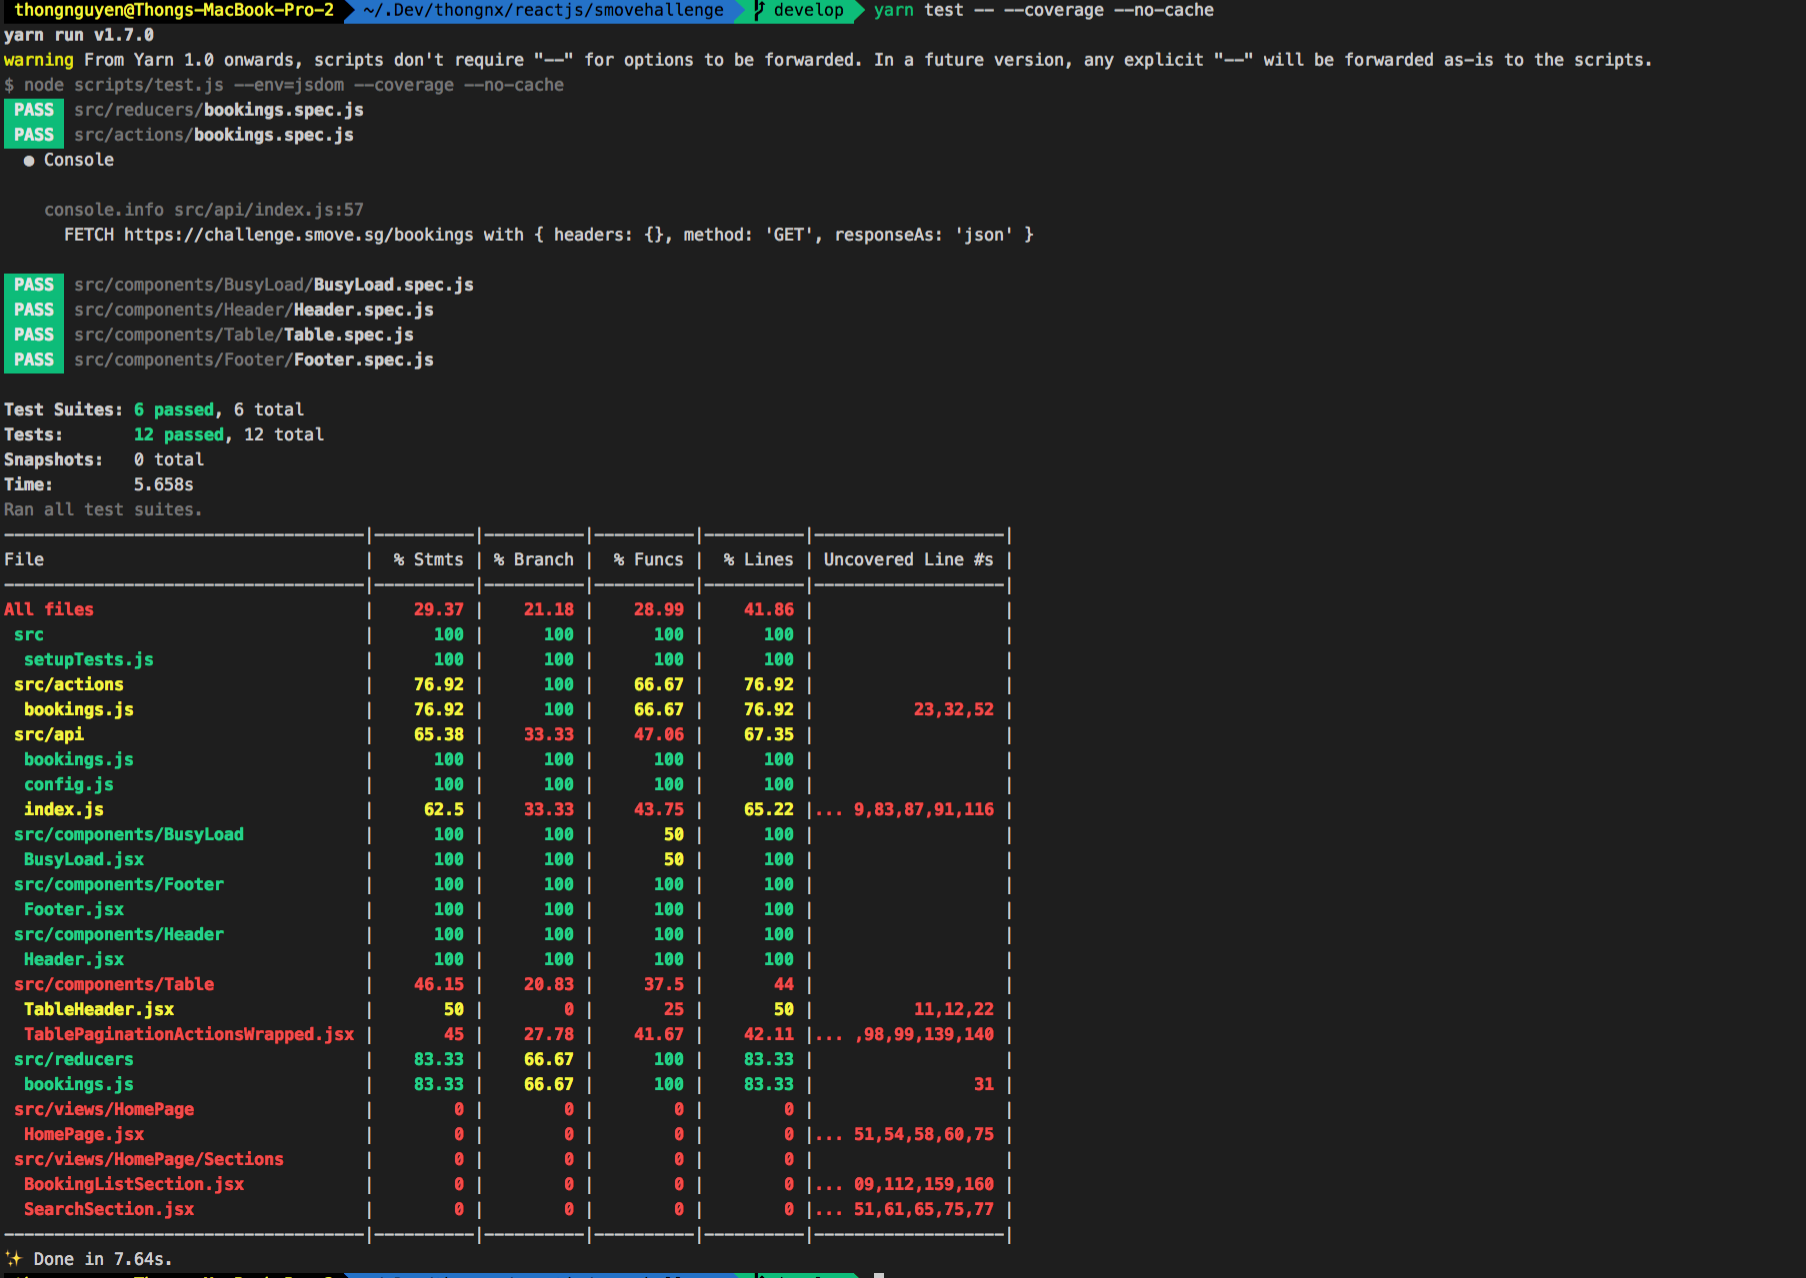 thongnguyen@Thongs-MacBook-Pro-2 ~/.Dev/thongnx/reactjs/smovehallenge develop yarn test -- --coverage --no-cache
yarn run v1.7.0
warning From Yarn 1.0 onwards, scripts don't require "--" for options to be forwarded. In a future version, any explicit "--" will be forwarded as-is to the scripts.
$ node scripts/test.js --env=jsdom --coverage --no-cache
PASS src/reducers/bookings.spec.js
PASS src/actions/bookings.spec.js
● Console
console.info src/api/index.js:57
FETCH https://challenge.smove.sg/bookings with { headers: {}, method: 'GET', responseAs: 'json' }
PASS src/components/BusyLoad/BusyLoad.spec.js
PASS src/components/Header/Header.spec.js
PASS src/components/Table/Table.spec.js
PASS src/components/Footer/Footer.spec.js
Test Suites: 6 passed, 6 total
Tests: 12 passed, 12 total
Snapshots: 0 total
Time: 5.658s
Ran all test suites.
File | % Stmts | % Branch | % Funcs | % Lines | Uncovered Line #s |
All files | 29.37 | 21.18 | 28.99 | 41.86 | |
src | 100 | 100 | 100 | 100 | |
setupTests.js | 100 | 100 | 100 | 100 | |
src/actions | 76.92 | 100 | 66.67 | 76.92 | |
bookings.js | 76.92 | 100 | 66.67 | 76.92 | 23,32,52 |
src/api | 65.38 | 33.33 | 47.06 | 67.35 | |
bookings.js | 100 | 100 | 100 | 100 | |
config.js | 100 | 100 | 100 | 100 | |
index.js | 62.5 | 33.33 | 43.75 | 65.22 |... 9,83,87,91,116 |
src/components/BusyLoad | 100 | 100 | 50 | 100 | |
BusyLoad.jsx | 100 | 100 | 50 | 100 | |
src/components/Footer | 100 | 100 | 100 | 100 | |
Footer.jsx | 100 | 100 | 100 | 100 | |
src/components/Header | 100 | 100 | 100 | 100 | |
Header.jsx | 100 | 100 | 100 | 100 | |
src/components/Table | 46.15 | 20.83 | 37.5 | 44 | |
TableHeader.jsx | 50 | 0 | 25 | 50 | 11,12,22 |
TablePaginationActionsWrapped.jsx | 45 | 27.78 | 41.67 | 42.11 |... ,98,99,139,140 |
src/reducers | 83.33 | 66.67 | 100 | 83.33 | |
bookings.js | 83.33 | 66.67 | 100 | 83.33 | 31 |
src/views/HomePage | 0 | 0 | 0 | 0 | |
HomePage.jsx | 0 | 0 | 0 | 0 |... 51,54,58,60,75 |
src/views/HomePage/Sections | 0 | 0 | 0 | 0 | |
BookingListSection.jsx | 0 | 0 | 0 | 0 |... 09,112,159,160 |
SearchSection.jsx | 0 | 0 | 0 | 0 |... 51,61,65,75,77 |
✨ Done in 7.64s.